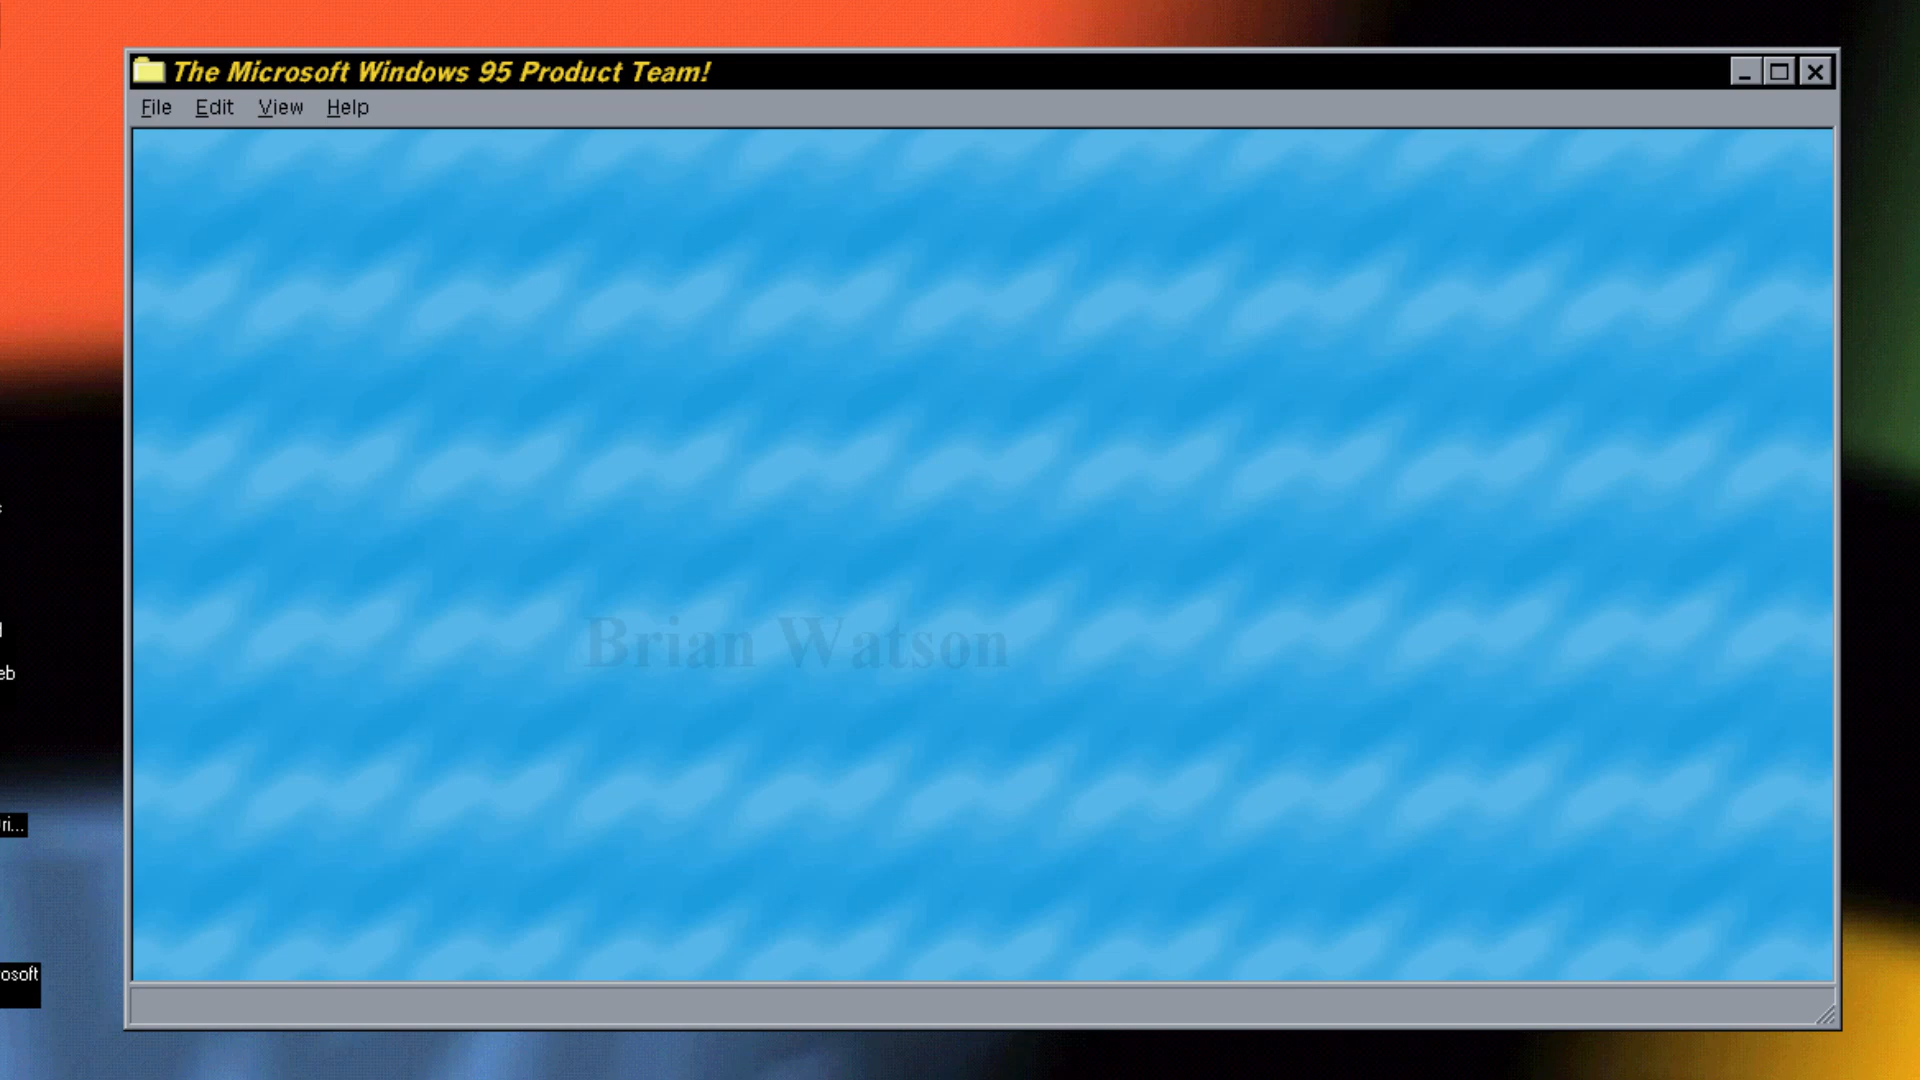 The Microsoft Windows 95 Product Team!
File Edit View Help
Brian Watson
eb
ri...
osoft